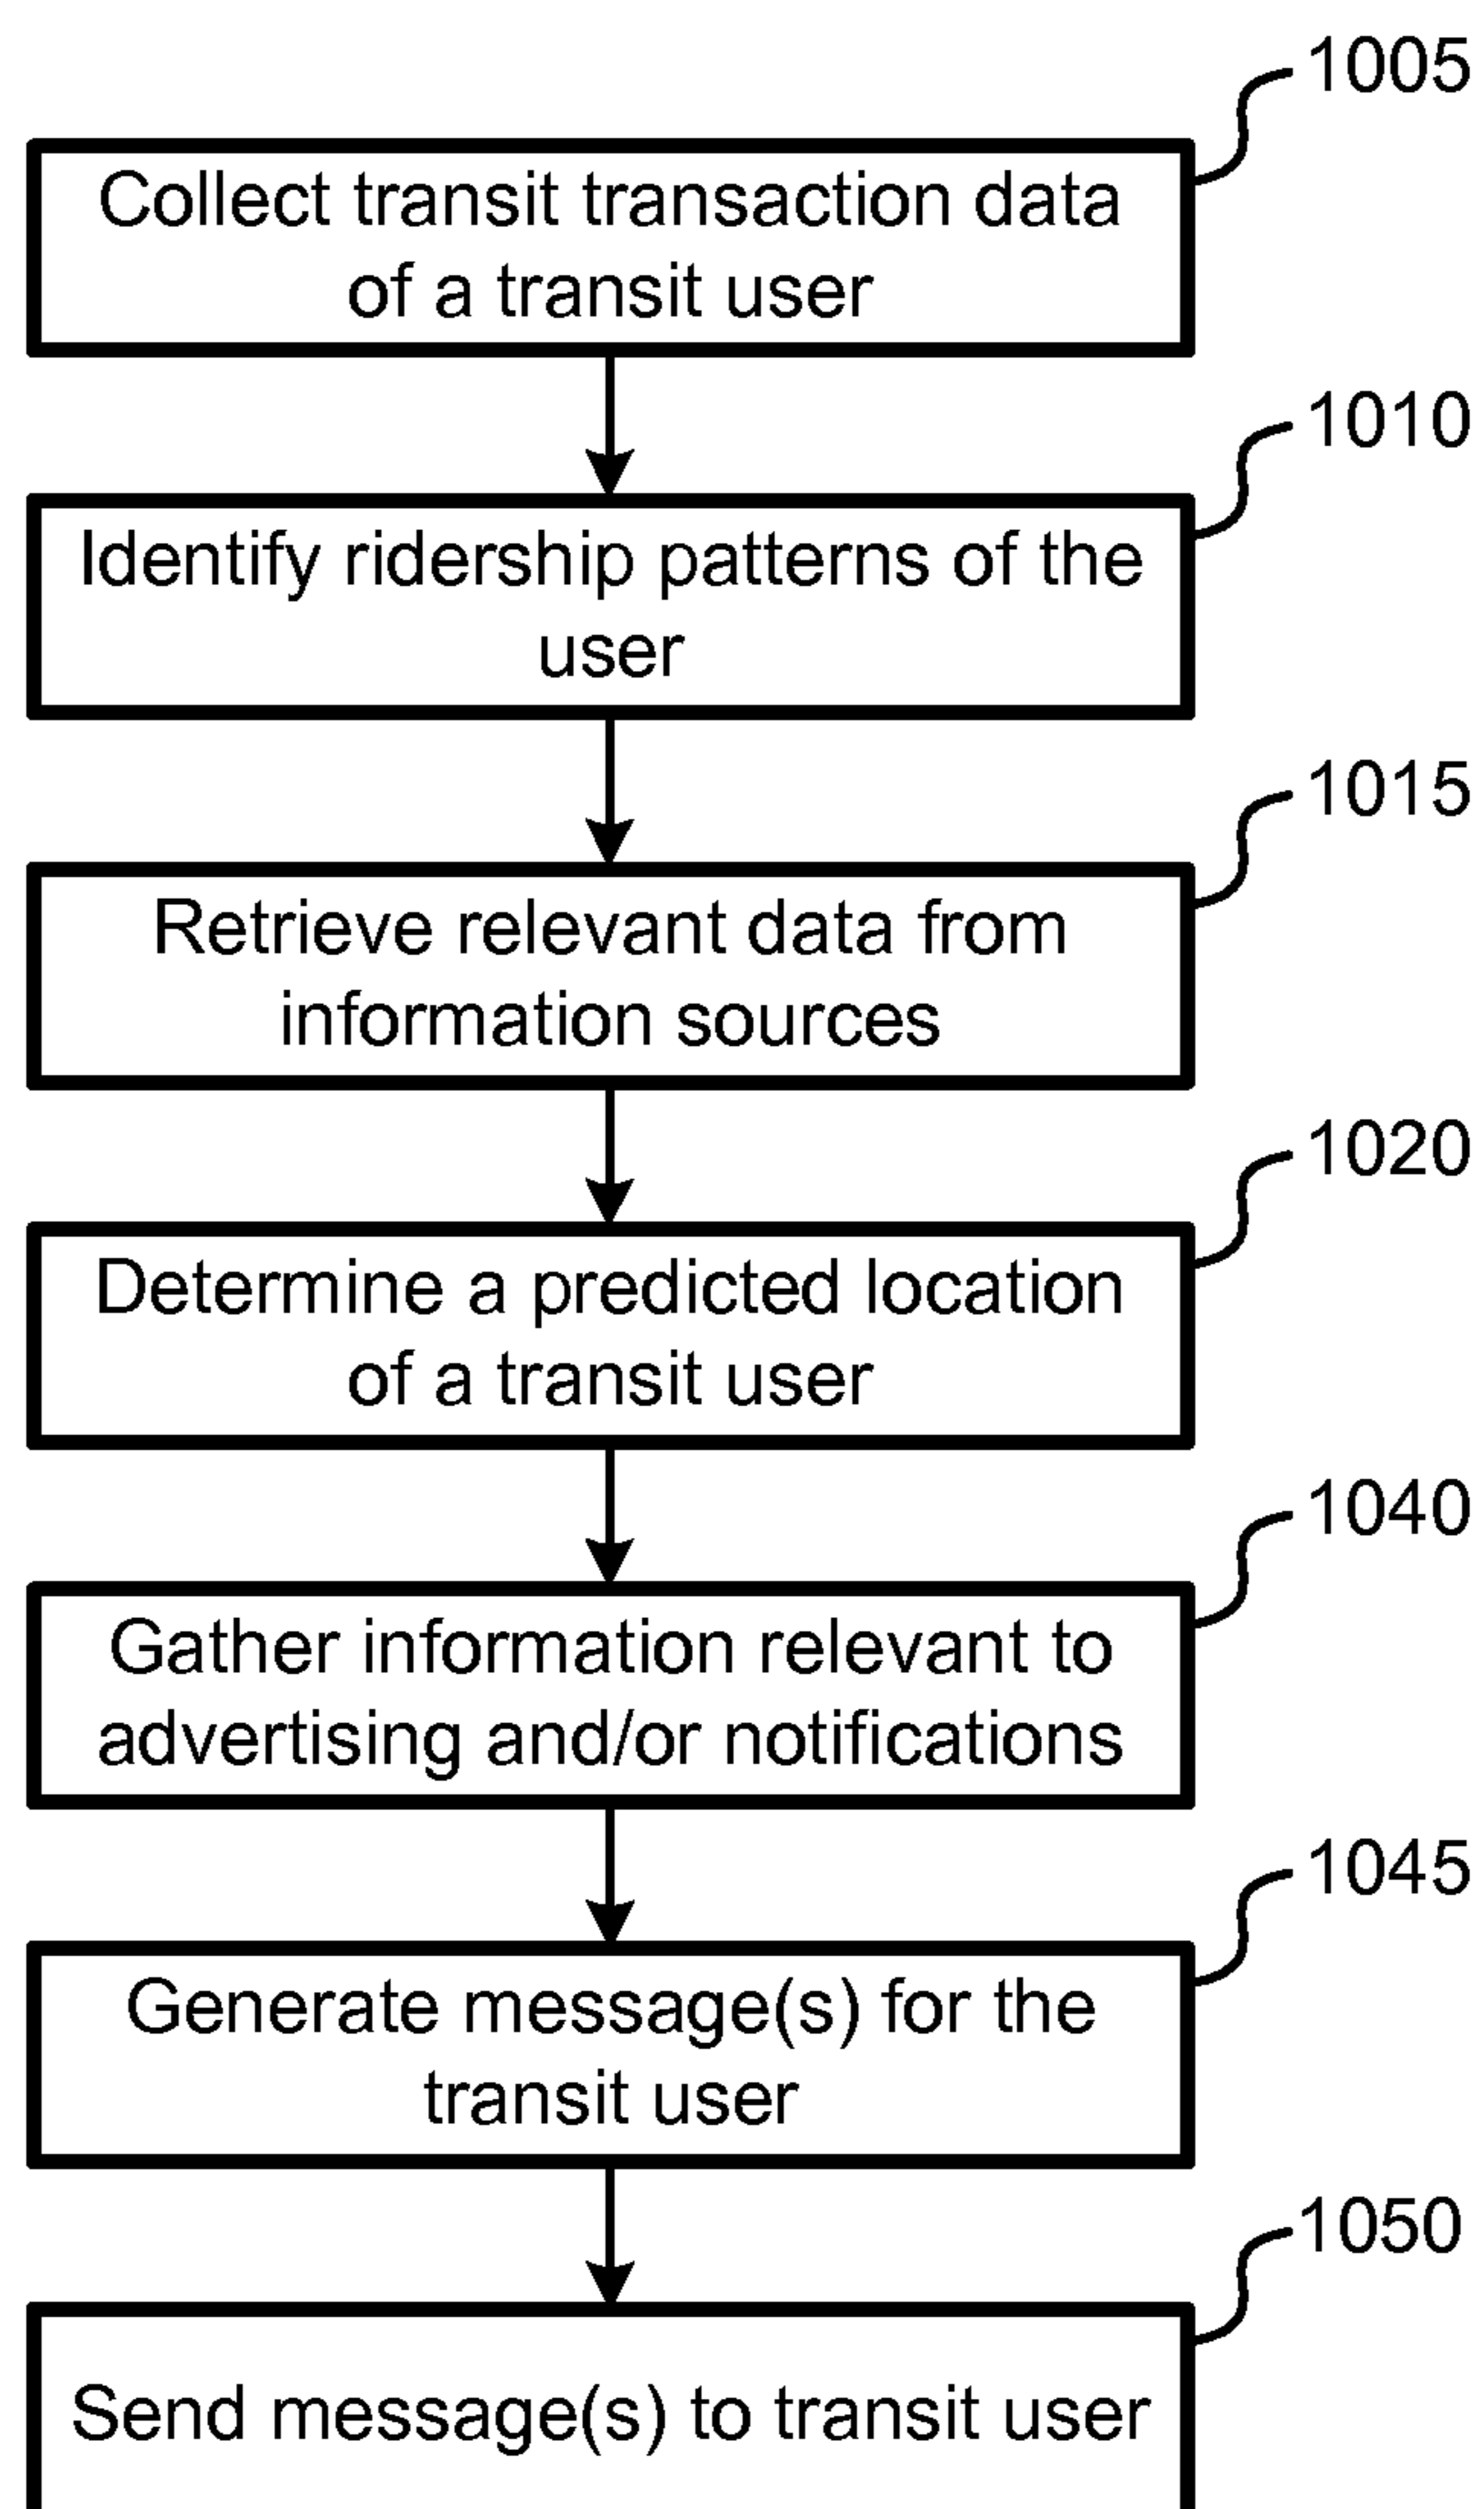 1005
Collect transit transaction data
of a transit user
1010
Identify ridership patterns of the
user
1015
Retrieve relevant data from
information sources
1020
Determine a predicted location
of a transit user
1040
Gather information relevant to
advertising and/or notifications
1045
Generate message(s) for the
transit user
1050
Send message(s) to transit user